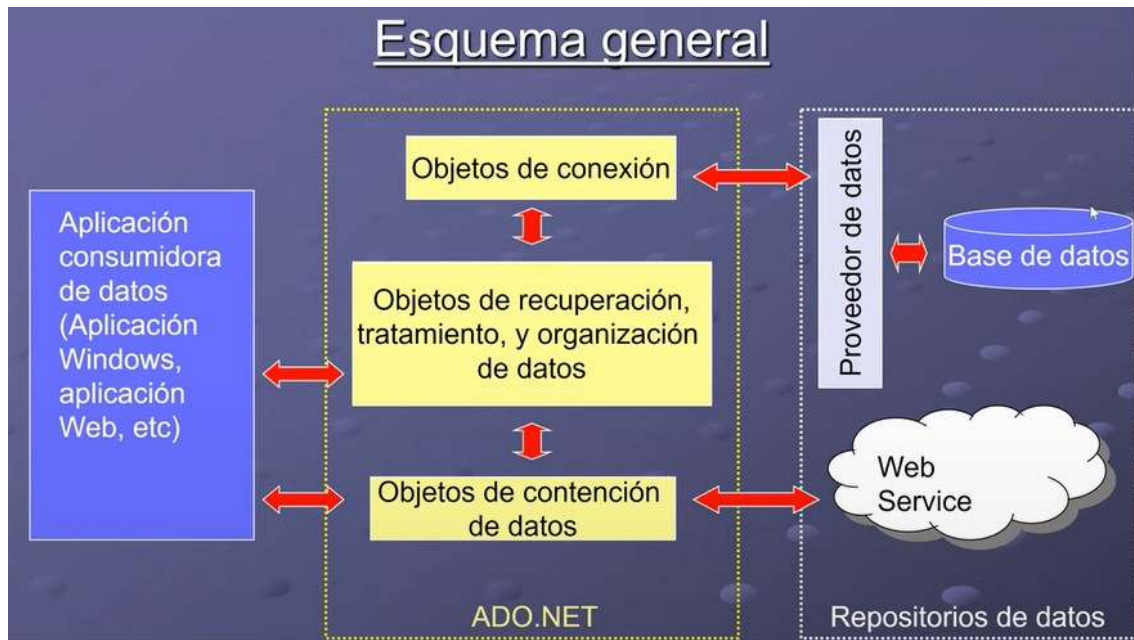 Esquema general
Aplicación
consumidora
de datos
(Aplicación
Windows,
aplicación
Web, etc)
Objetos de conexión
Objetos de recuperación,
tratamiento, y organización
de datos
Objetos de contención
de datos
ADO.NET
Proveedor de datos
Base de datos
Web
Service
Repositorios de datos